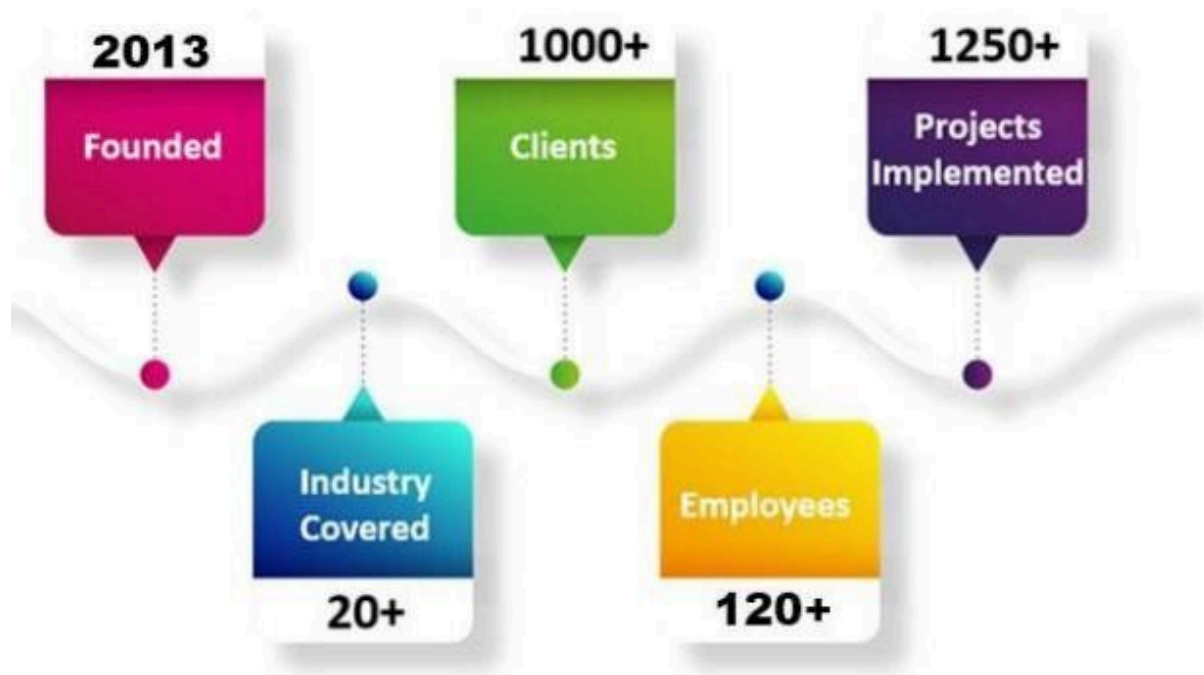 2013
Founded
Industry
Covered
20+
1000+
Clients
Employees
120+
1250+
Projects
Implemented